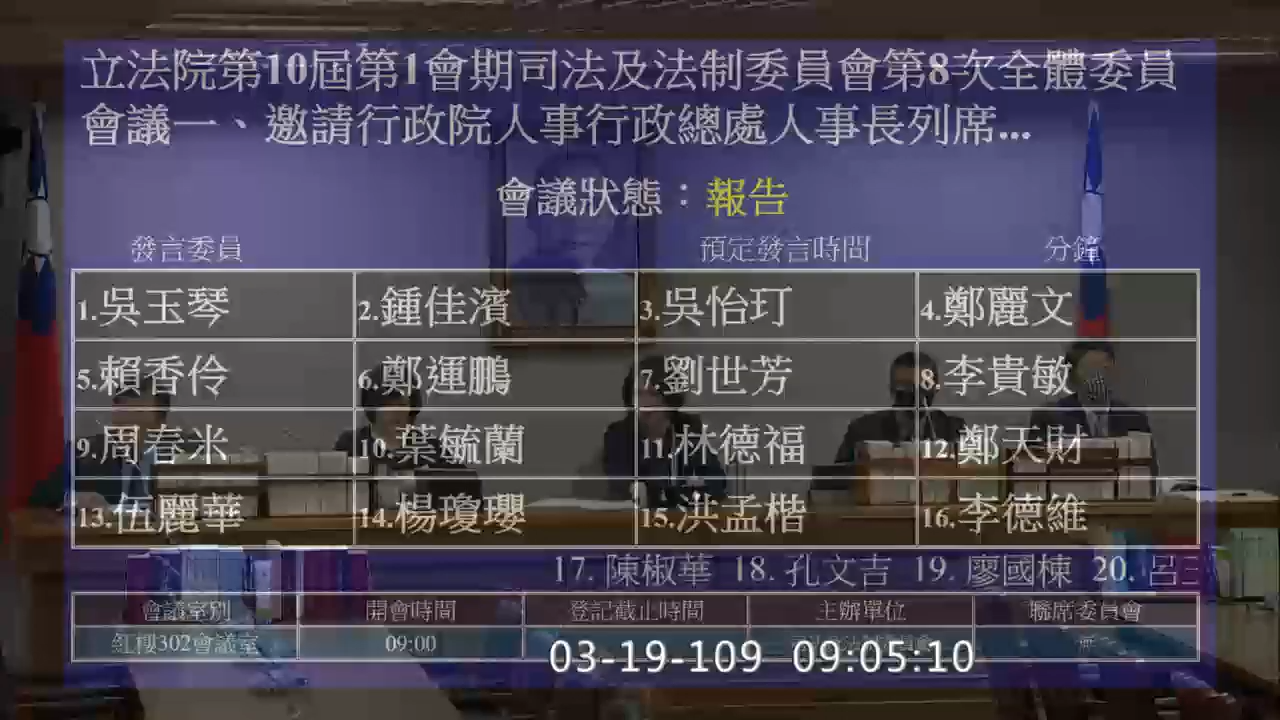 立法院第10屆第1會期司法及法制委員會第8次全體委員
會議一、邀請行政院人事行政總處人事長列席...
會議狀態：報告
發言委員 預定發言時間 分鐘
1.吳玉琴 2.鍾佳濱 3.吳怡玎 4.鄭麗文
5.賴香伶 6.鄭運鵬 7.劉世芳 8.李貴敏
9.周春米 10.葉毓蘭 11.林德福 12.鄭天財
13.伍麗華 14.楊瓊瓔 15.洪孟楷 16.李德維
17. 陳椒華 18. 孔文吉 19. 廖國棟 20. 呂
會議室別 開會時間 登記截止時間 主辦單位 聯席委員會
紅樓302會議室 09:00
03-19-109 09:05:10